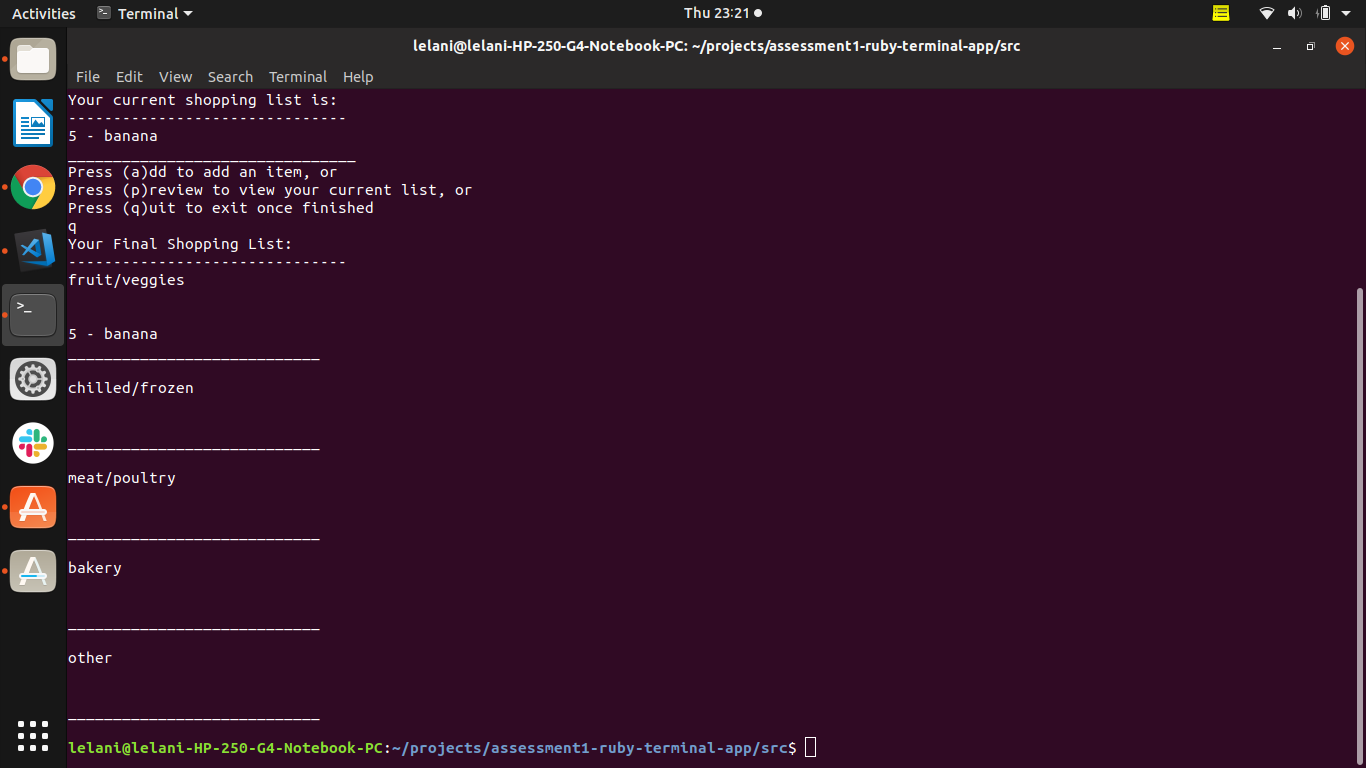 Activities Terminal Thu 23:21
lelani@lelani-HP-250-G4-Notebook-PC: ~/projects/assessment1-ruby-terminal-app/src
File Edit View Search Terminal Help
Your current shopping list is:
-------------------------------
5 - banana
________________________________
Press (a)dd to add an item, or
Press (p)review to view your current list, or
Press (q)uit to exit once finished
q
Your Final Shopping List:
-------------------------------
fruit/veggies
5 - banana
____________________________
chilled/frozen
____________________________
meat/poultry
____________________________
bakery
____________________________
other
____________________________
lelani@lelani-HP-250-G4-Notebook-PC:~/projects/assessment1-ruby-terminal-app/src$